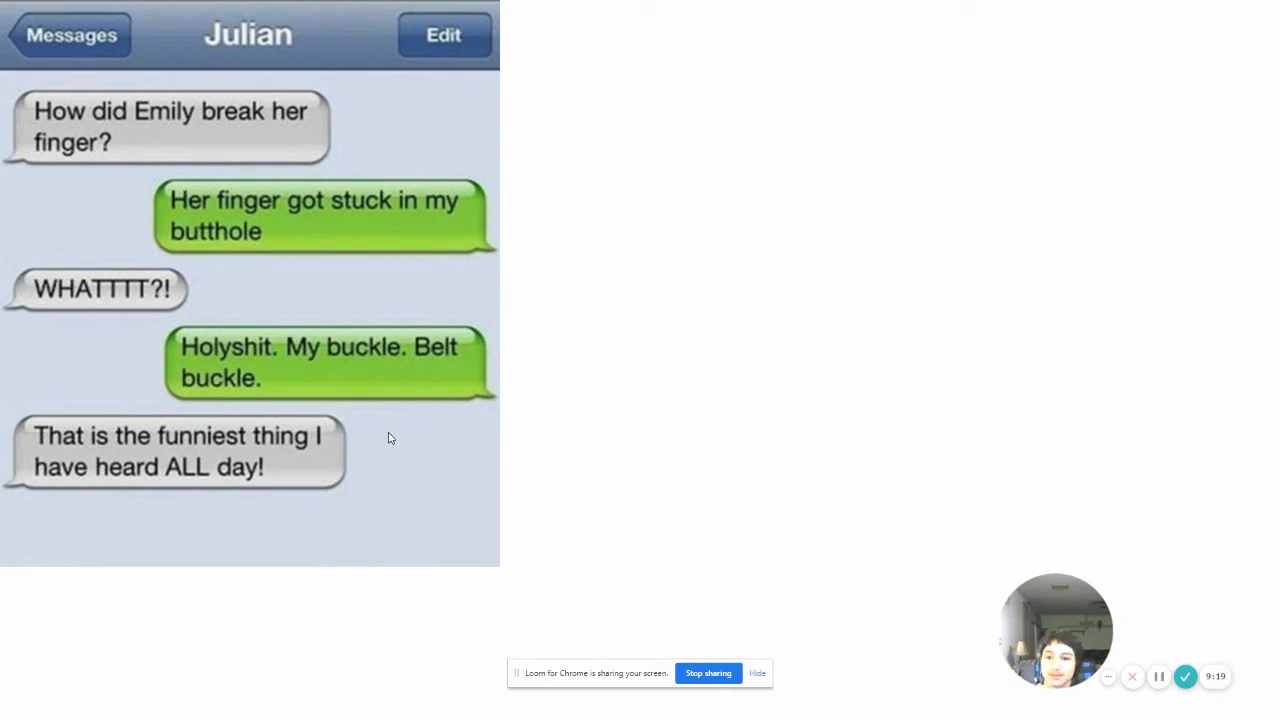 Messages
Julian
Edit
How did Emily break her
finger?
Her finger got stuck in my
butthole
WHATTTT?!
Holyshit. My buckle. Belt
buckle.
That is the funniest thing I
have heard ALL day!
Loom for Chrome is sharing your screen.
Stop sharing
Hide
9:19